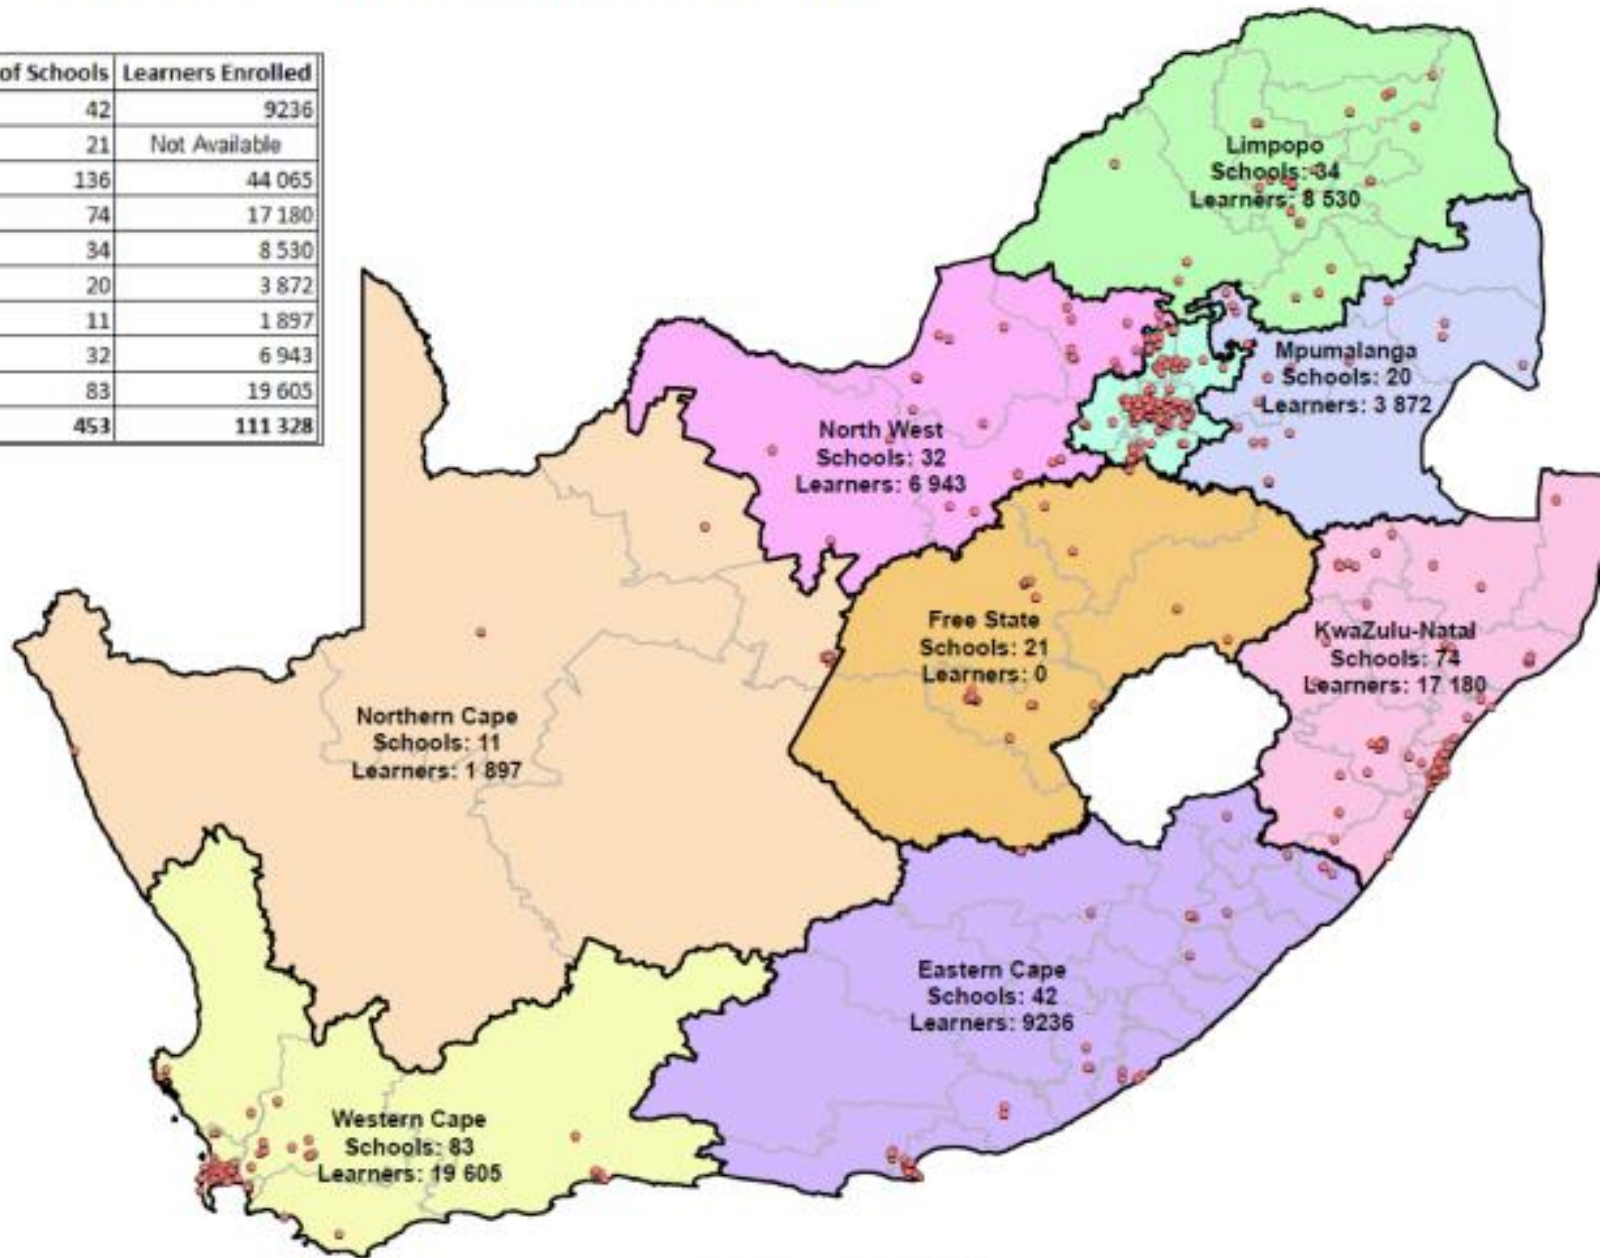 of Schools Learners Enrolled
42 9236
21 Not Available
136 44 065
74 17 180
34 8 530
20 3 872
11 1 897
32 6 943
83 19 605
453 111 328
Limpopo
Schools: 34
Learners: 8 530
Mpumalanga
Schools: 20
Learners: 3 872
North West
Schools: 32
Learners: 6 943
Free State
Schools: 21
Learners: 0
KwaZulu-Natal
Schools: 74
Learners: 17 180
Northern Cape
Schools: 11
Learners: 1 897
Eastern Cape
Schools: 42
Learners: 9236
Western Cape
Schools: 83
Learners: 19 605